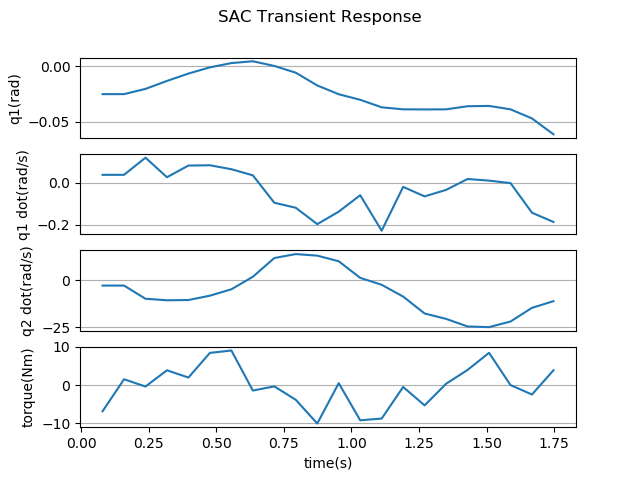 SAC Transient Response
q1(rad)
0.00
−0.05
q1 dot(rad/s)
0.0
−0.2
q2 dot(rad/s)
0
−25
torque(Nm)
10
0
−10
0.00 0.25 0.50 0.75 1.00 1.25 1.50 1.75
time(s)